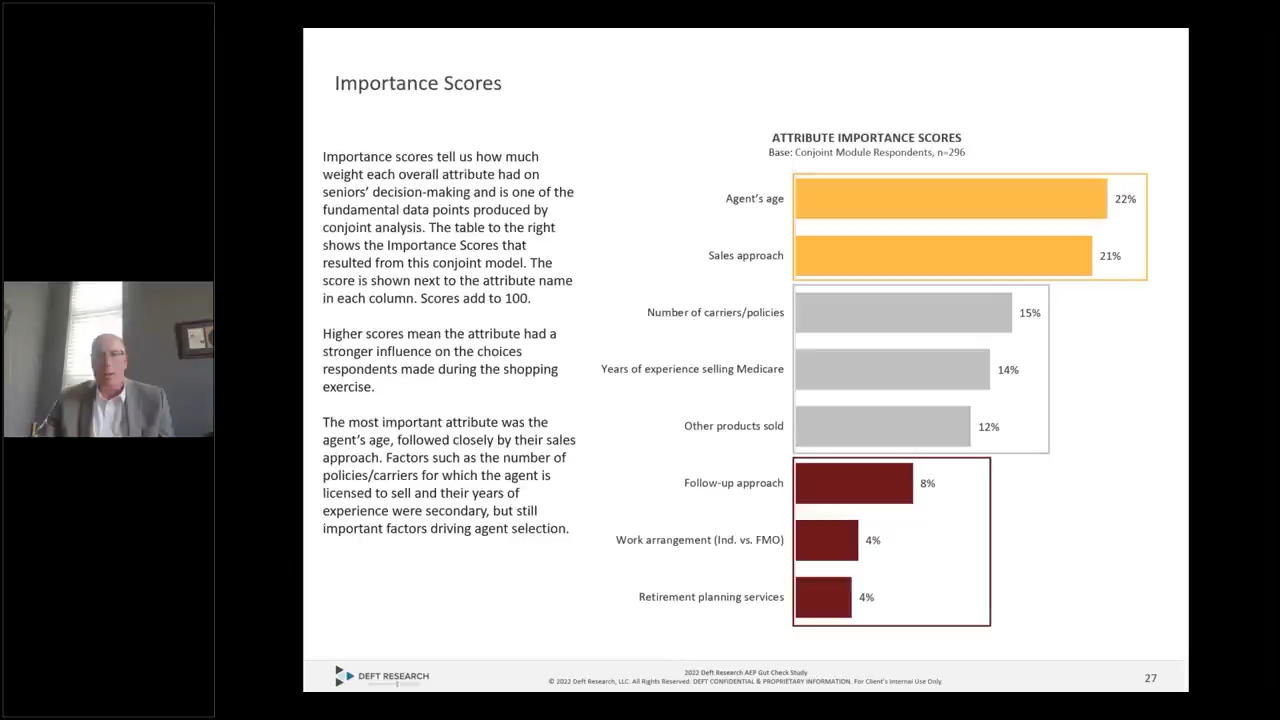 Importance Scores
Importance scores tell us how much
weight each overall attribute had on
seniors' decision-making and is one of the
fundamental data points produced by
conjoint analysis. The table to the right
shows the Importance Scores that
resulted from this conjoint model. The
score is shown next to the attribute name
in each column. Scores add to 100.
Higher scores mean the attribute had a
stronger influence on the choices
respondents made during the shopping
exercise.
The most important attribute was the
agent's age, followed closely by their sales
approach. Factors such as the number of
policies/carriers for which the agent is
licensed to sell and their years of
experience were secondary, but still
important factors driving agent selection.
ATTRIBUTE IMPORTANCE SCORES
Base: Conjoint Module Respondents, n=296
Agent's age 22%
Sales approach 21%
Number of carriers/policies 15%
Years of experience selling Medicare 14%
Other products sold 12%
Follow-up approach 8%
Work arrangement (Ind. vs. FMO) 4%
Retirement planning services 4%
DEFT RESEARCH
2022 Deft Research AEP Gut Check Study
© 2022 Deft Research, LLC. All Rights Reserved. DEFT CONFIDENTIAL & PROPRIETARY INFORMATION. For Client's Internal Use Only.
27